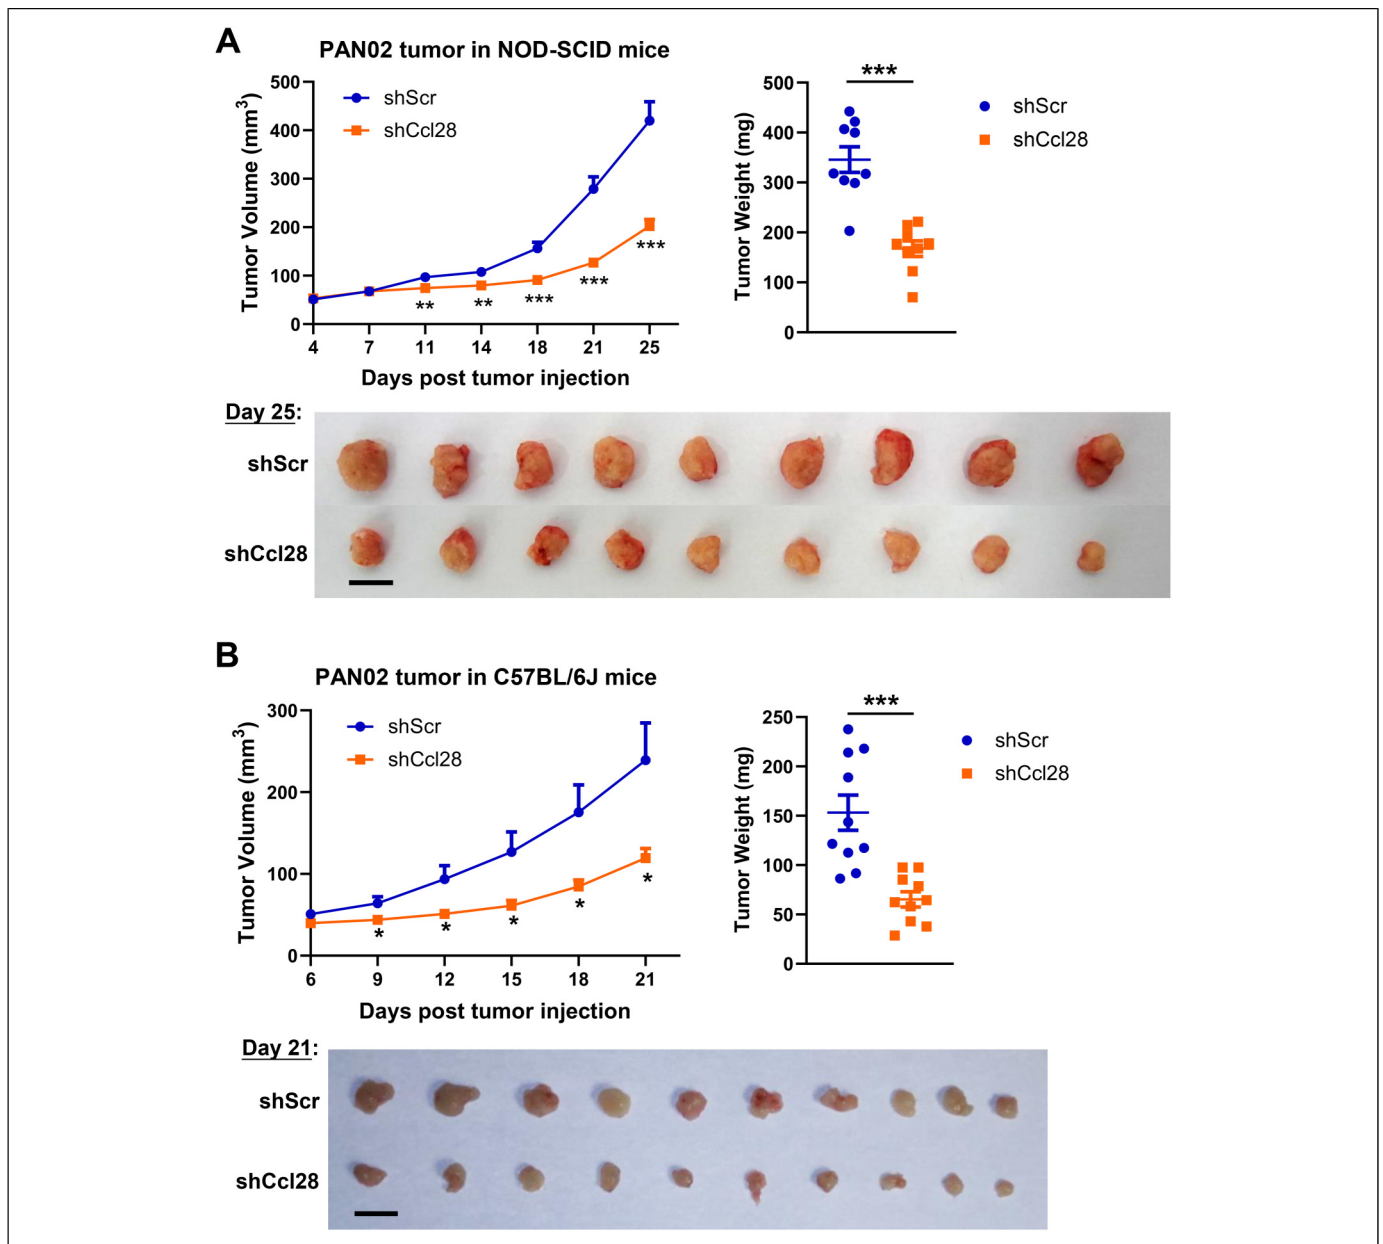 A
PAN02 tumor in NOD-SCID mice
shScr
shCcl28
Tumor Volume (mm3)
500
400
300
200
100
0
** ** *** *** ***
4 7 11 14 18 21 25
Days post tumor injection
***
shScr
shCcl28
Tumor Weight (mg)
500
400
300
200
100
0
Day 25:
shScr
shCcl28
B
PAN02 tumor in C57BL/6J mice
shScr
shCcl28
Tumor Volume (mm3)
300
200
100
0
* * * * *
6 9 12 15 18 21
Days post tumor injection
***
shScr
shCcl28
Tumor Weight (mg)
250
200
150
100
50
0
Day 21:
shScr
shCcl28